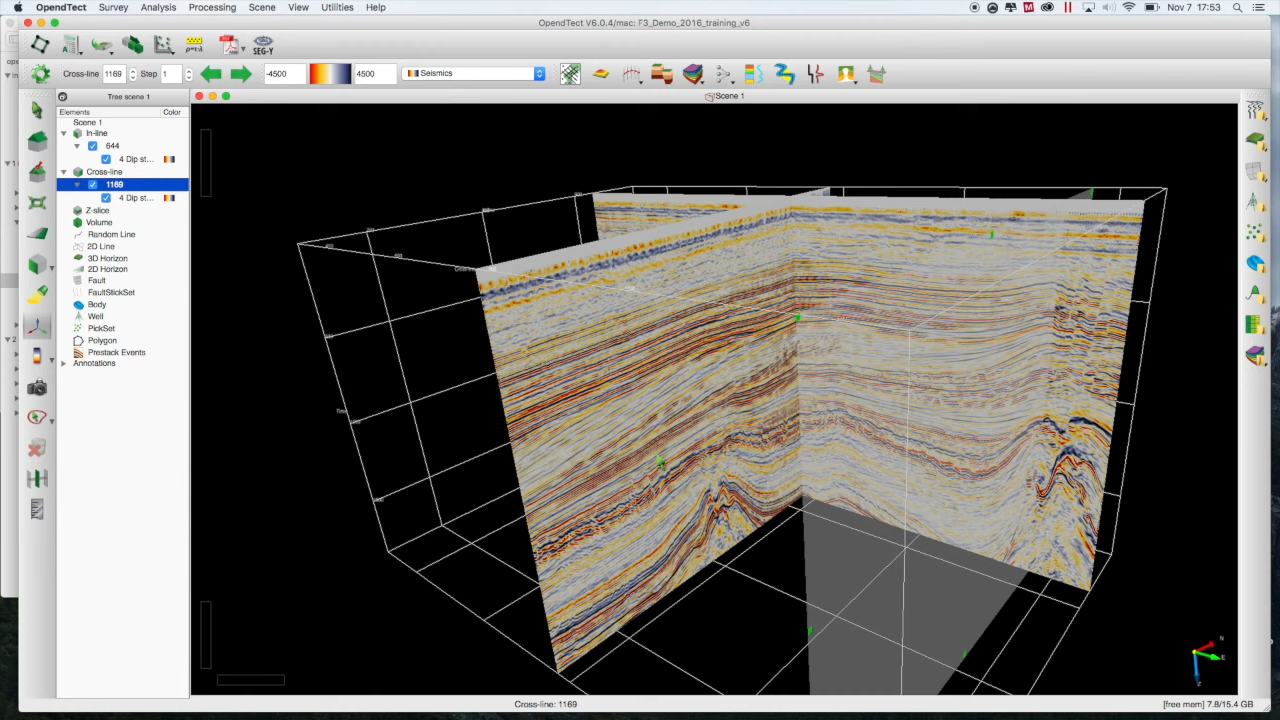 OpendTect Survey Analysis Processing Scene View Utilities Help Nov 7 17:53
OpendTect V6.0.4/mac: F3_Demo_2016_training_v6
SEG-Y
Cross-line 1169 Step 1 -4500 4500 Seismics
Tree scene 1
Scene 1
Elements Color
Scene 1
In-line
644
4 Dip st...
Cross-line
1169
4 Dip st...
Z-slice
Volume
Random Line
2D Line
3D Horizon
2D Horizon
Fault
FaultStickSet
Body
Well
PickSet
Polygon
Prestack Events
Annotations
Time
N
E
Z
Cross-line: 1169
[free mem] 7.8/15.4 GB